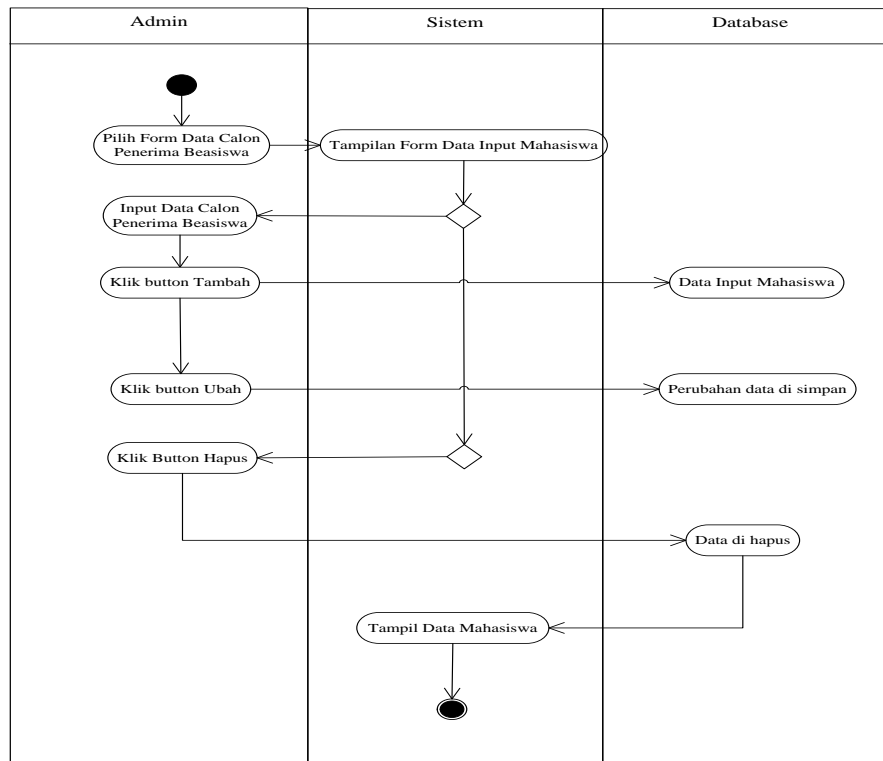 Admin
Sistem
Database
Pilih Form Data Calon
Penerima Beasiswa
Tampilan Form Data Input Mahasiswa
Input Data Calon
Penerima Beasiswa
Klik button Tambah
Data Input Mahasiswa
Klik button Ubah
Perubahan data di simpan
Klik Button Hapus
Data di hapus
Tampil Data Mahasiswa